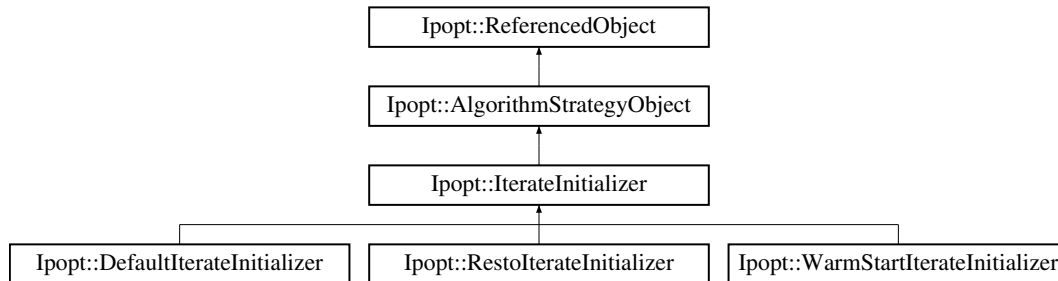 Ipopt::ReferencedObject
Ipopt::AlgorithmStrategyObject
Ipopt::IterateInitializer
Ipopt::DefaultIterateInitializer
Ipopt::RestoIterateInitializer
Ipopt::WarmStartIterateInitializer